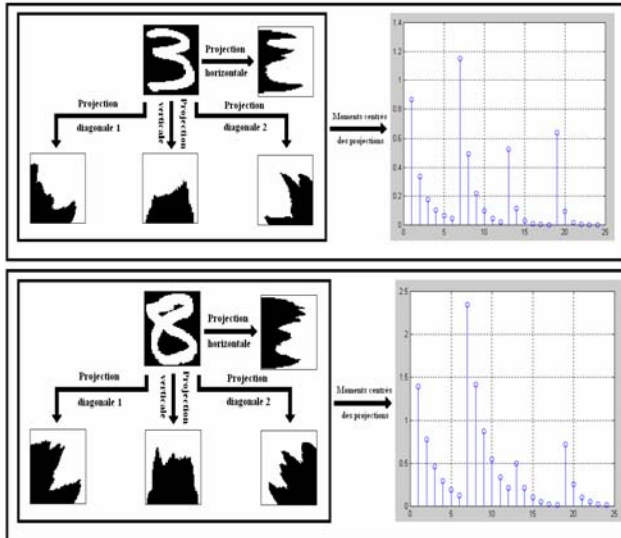 3
Projection
horizontale
Projection
diagonale 1
Projection
verticale
Projection
diagonale 2
Moments centrés
des projections
1.4
1.2
1
0.8
0.6
0.4
0.2
0
0 5 10 15 20 25
8
Projection
horizontale
Projection
diagonale 1
Projection
verticale
Projection
diagonale 2
Moments centrés
des projections
2.5
2
1.5
1
0.5
0
0 5 10 15 20 25